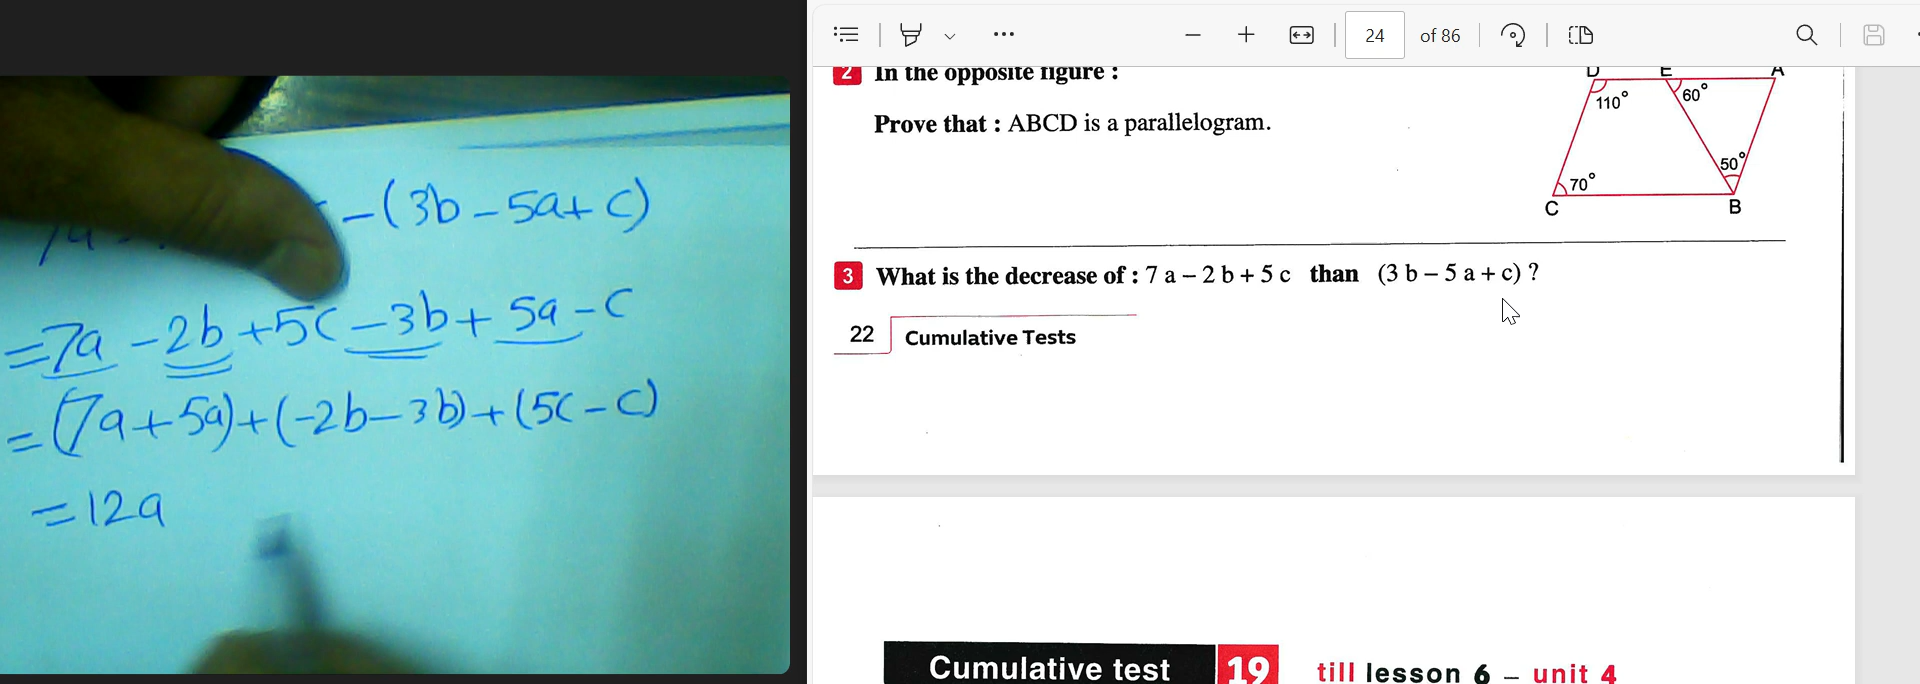 -(3b-5a+c)
=7a-2b+5c-3b+5a-c
=(7a+5a)+(-2b-3b)+(5c-c)
=12a
24 of 86
2 In the opposite figure :
Prove that : ABCD is a parallelogram.
D E A
110° 60°
50°
70°
C B
3 What is the decrease of : 7 a – 2 b + 5 c than (3 b – 5 a + c) ?
22 Cumulative Tests
Cumulative test 19 till lesson 6 – unit 4